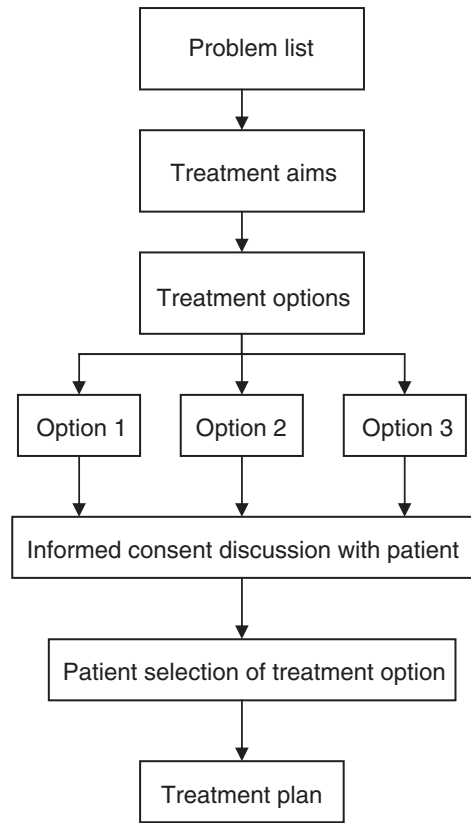 Problem list
Treatment aims
Treatment options
Option 1
Option 2
Option 3
Informed consent discussion with patient
Patient selection of treatment option
Treatment plan